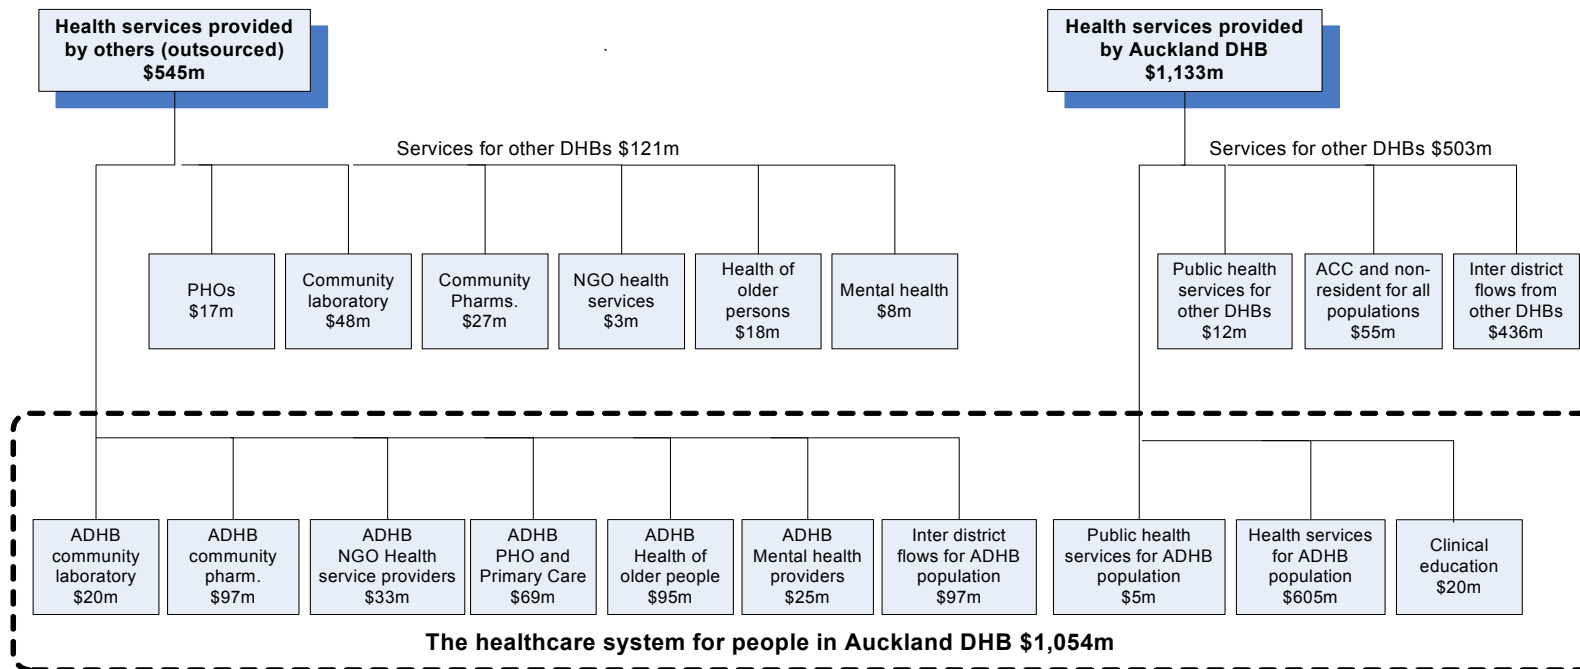 Health services provided
by others (outsourced)
$545m
Health services provided
by Auckland DHB
$1,133m
Services for other DHBs $121m
Services for other DHBs $503m
PHOs
$17m
Community
laboratory
$48m
Community
Pharms.
$27m
NGO health
services
$3m
Health of
older
persons
$18m
Mental health
$8m
Public health
services for
other DHBs
$12m
ACC and non-
resident for all
populations
$55m
Inter district
flows from
other DHBs
$436m
ADHB
community
laboratory
$20m
ADHB
community
pharm.
$97m
ADHB
NGO Health
service providers
$33m
ADHB
PHO and
Primary Care
$69m
ADHB
Health of
older people
$95m
ADHB
Mental health
providers
$25m
Inter district
flows for ADHB
population
$97m
Public health
services for ADHB
population
$5m
Health services
for ADHB
population
$605m
Clinical
education
$20m
The healthcare system for people in Auckland DHB $1,054m